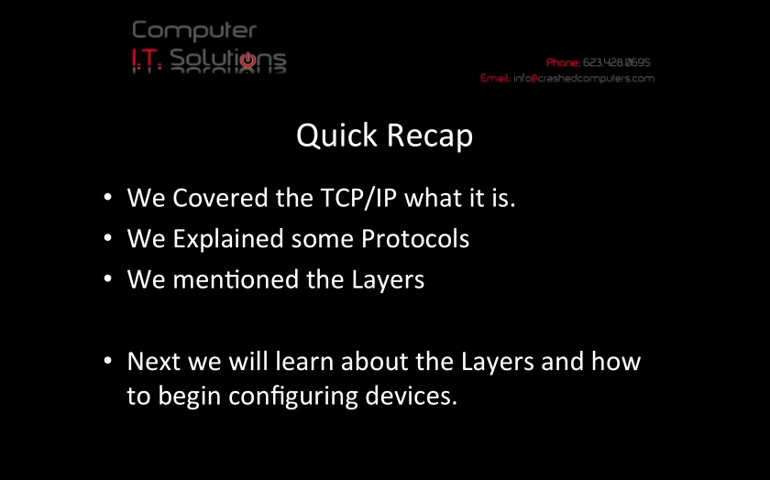 Computer
I.T. Solutions
Phone: 623.428.0695
Email: info@crashedcomputers.com
Quick Recap
• We Covered the TCP/IP what it is.
• We Explained some Protocols
• We mentioned the Layers
• Next we will learn about the Layers and how
to begin configuring devices.